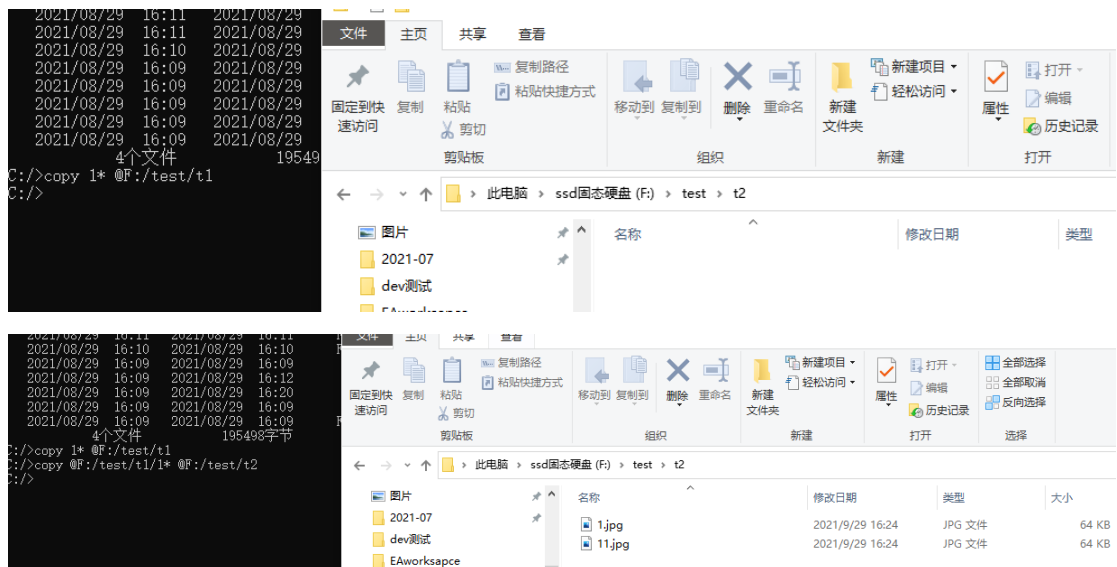 2021/08/29 16:11 2021/08/29
2021/08/29 16:11 2021/08/29
2021/08/29 16:10 2021/08/29
2021/08/29 16:09 2021/08/29
2021/08/29 16:09 2021/08/29
2021/08/29 16:09 2021/08/29
2021/08/29 16:09 2021/08/29
2021/08/29 16:09 2021/08/29
4个文件 19549
C:/>copy 1* @F:/test/t1
C:/>
文件 主页 共享 查看
固定到快速访问
复制
粘贴
复制路径
粘贴快捷方式
剪切
移动到
复制到
删除
重命名
新建文件夹
新建项目
轻松访问
属性
打开
编辑
历史记录
剪贴板 组织 新建 打开
此电脑 › ssd固态硬盘 (F:) › test › t2
图片
2021-07
dev测试
名称 修改日期 类型
2021/08/29 16:11 2021/08/29 16:11
2021/08/29 16:10 2021/08/29 16:10
2021/08/29 16:09 2021/08/29 16:09
2021/08/29 16:09 2021/08/29 16:12
2021/08/29 16:09 2021/08/29 16:20
2021/08/29 16:09 2021/08/29 16:09
2021/08/29 16:09 2021/08/29 16:09
4个文件 195498字节
C:/>copy 1* @F:/test/t1
C:/>copy @F:/test/t1/1* @F:/test/t2
C:/>
文件 主页 共享 查看
固定到快速访问
复制
粘贴
复制路径
粘贴快捷方式
剪切
移动到
复制到
删除
重命名
新建文件夹
新建项目
轻松访问
属性
打开
编辑
历史记录
全部选择
全部取消
反向选择
剪贴板 组织 新建 打开 选择
此电脑 › ssd固态硬盘 (F:) › test › t2
图片
2021-07
dev测试
EAworksapce
名称 修改日期 类型 大小
1.jpg 2021/9/29 16:24 JPG 文件 64 KB
11.jpg 2021/9/29 16:24 JPG 文件 64 KB